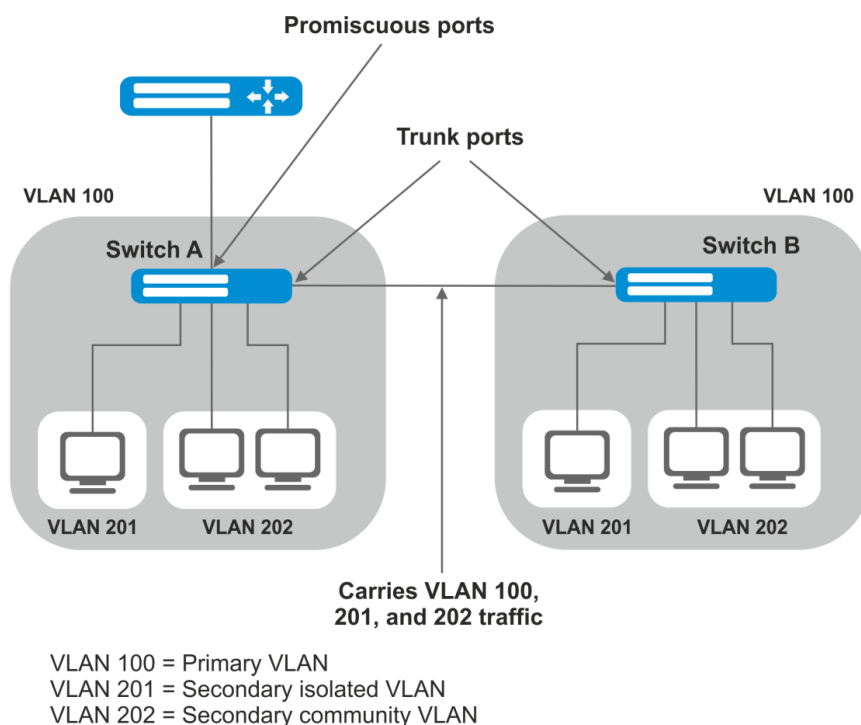 Promiscuous ports
Trunk ports
VLAN 100
VLAN 100
Switch A
Switch B
VLAN 201
VLAN 202
VLAN 201
VLAN 202
Carries VLAN 100,
201, and 202 traffic
VLAN 100 = Primary VLAN
VLAN 201 = Secondary isolated VLAN
VLAN 202 = Secondary community VLAN